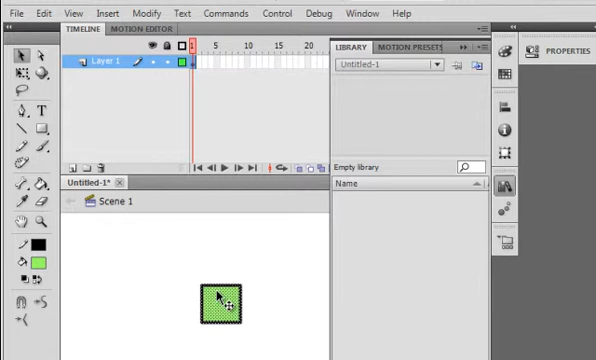 File Edit View Insert Modify Text Commands Control Debug Window Help
TIMELINE MOTION EDITOR
1 5 10 15 20
Layer 1
LIBRARY MOTION PRESETS
PROPERTIES
Untitled-1
Empty library
Name
Untitled-1*
Scene 1